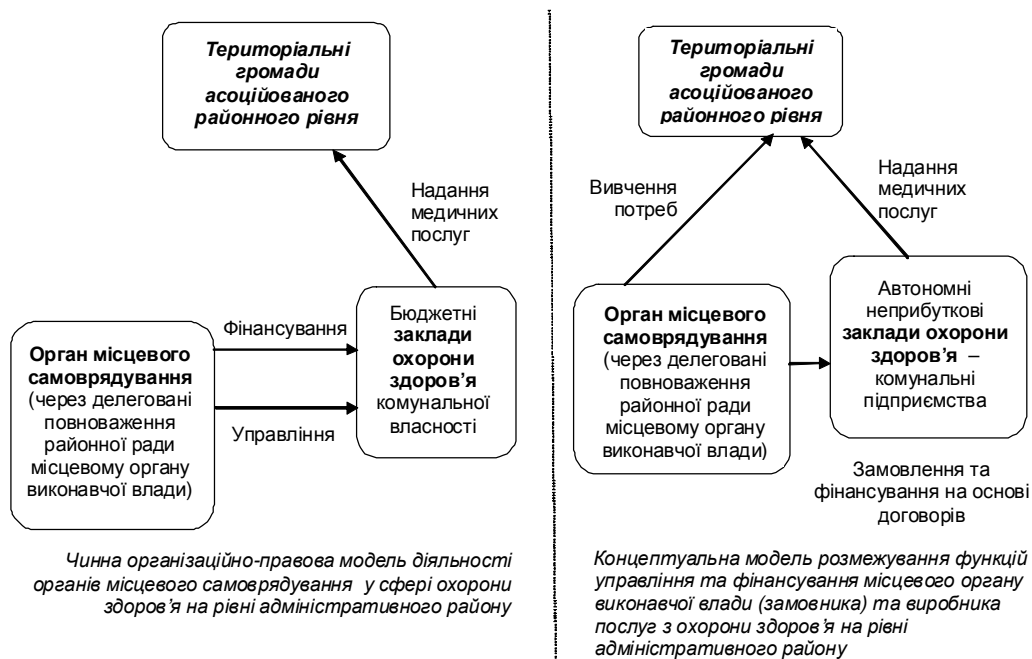 Територіальні
громади
асоційованого
районного рівня
Надання
медичних
послуг
Орган місцевого
самоврядування
(через делеговані
повноваження
районної ради
місцевому органу
виконавчої влади)
Фінансування
Управління
Бюджетні
заклади
охорони
здоров’я
комунальної
власності
Чинна організаційно-правова модель діяльності
органів місцевого самоврядування у сфері охорони
здоров’я на рівні адміністративного району
Територіальні
громади
асоційованого
районного рівня
Вивчення
потреб
Надання
медичних
послуг
Орган місцевого
самоврядування
(через делеговані
повноваження
районної ради
місцевому органу
виконавчої влади)
Автономні
неприбуткові
заклади охорони
здоров’я –
комунальні
підприємства
Замовлення та
фінансування на основі
договорів
Концептуальна модель розмежування функцій
управління та фінансування місцевого органу
виконавчої влади (замовника) та виробника
послуг з охорони здоров’я на рівні
адміністративного району